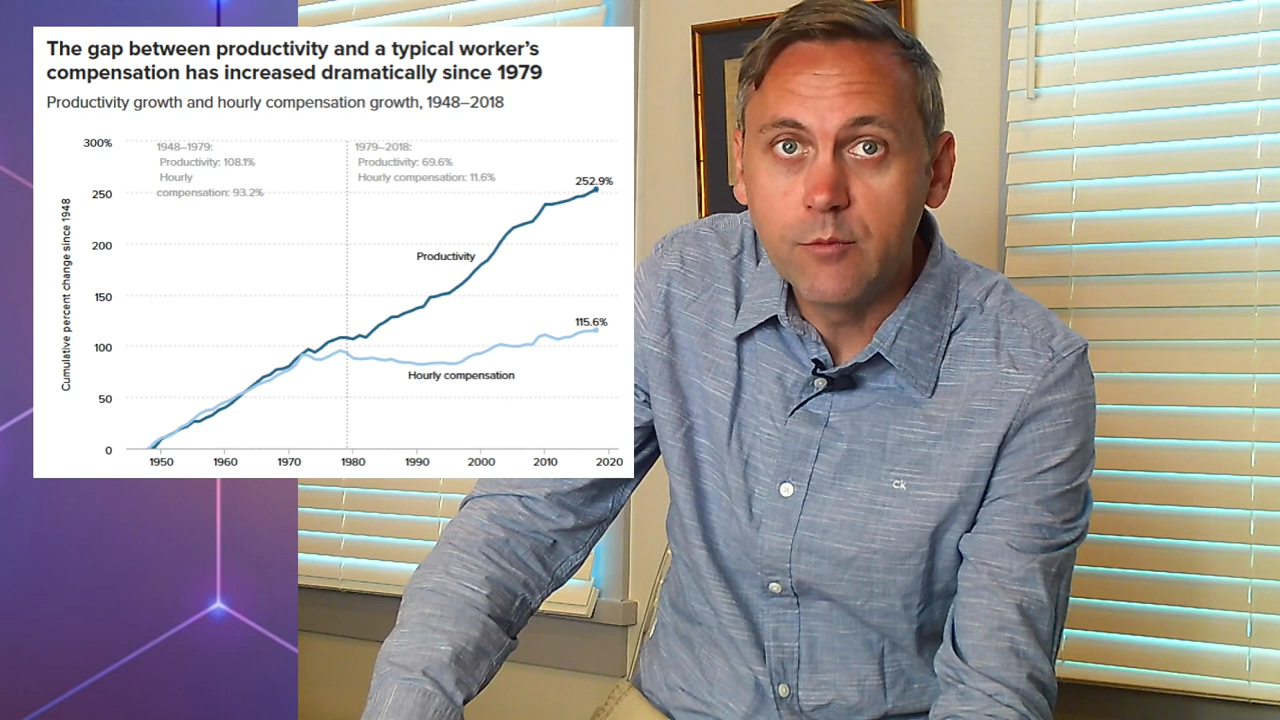 The gap between productivity and a typical worker's
compensation has increased dramatically since 1979
Productivity growth and hourly compensation growth, 1948–2018
300%
250
200
150
100
50
0
Cumulative percent change since 1948
1948–1979:
Productivity: 108.1%
Hourly
compensation: 93.2%
1979–2018:
Productivity: 69.6%
Hourly compensation: 11.6%
252.9%
Productivity
115.6%
Hourly compensation
1950 1960 1970 1980 1990 2000 2010 2020
ck